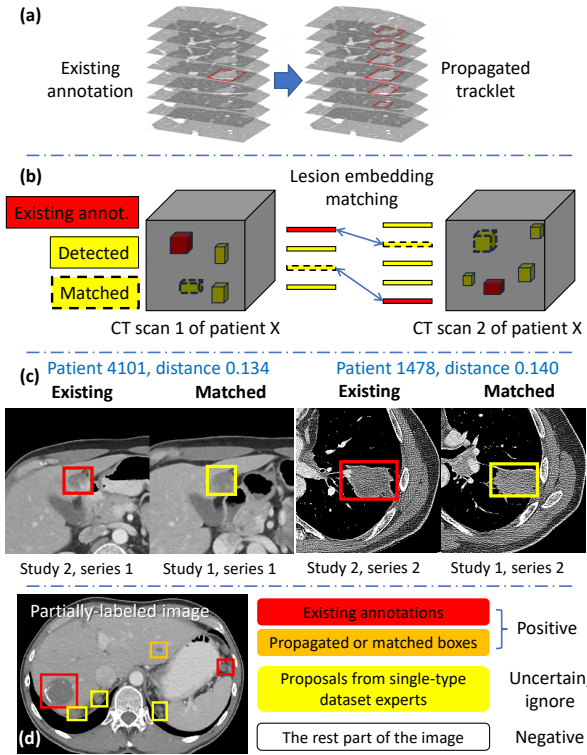 (a)
Existing annotation
Propagated tracklet
(b)
Lesion embedding matching
Existing annot.
Detected
Matched
CT scan 1 of patient X
CT scan 2 of patient X
(c)
Patient 4101, distance 0.134
Patient 1478, distance 0.140
Existing
Matched
Existing
Matched
Study 2, series 1
Study 1, series 1
Study 2, series 2
Study 1, series 2
Partially-labeled image
(d)
Existing annotations
Propagated or matched boxes
Positive
Proposals from single-type dataset experts
Uncertain, ignore
The rest part of the image
Negative